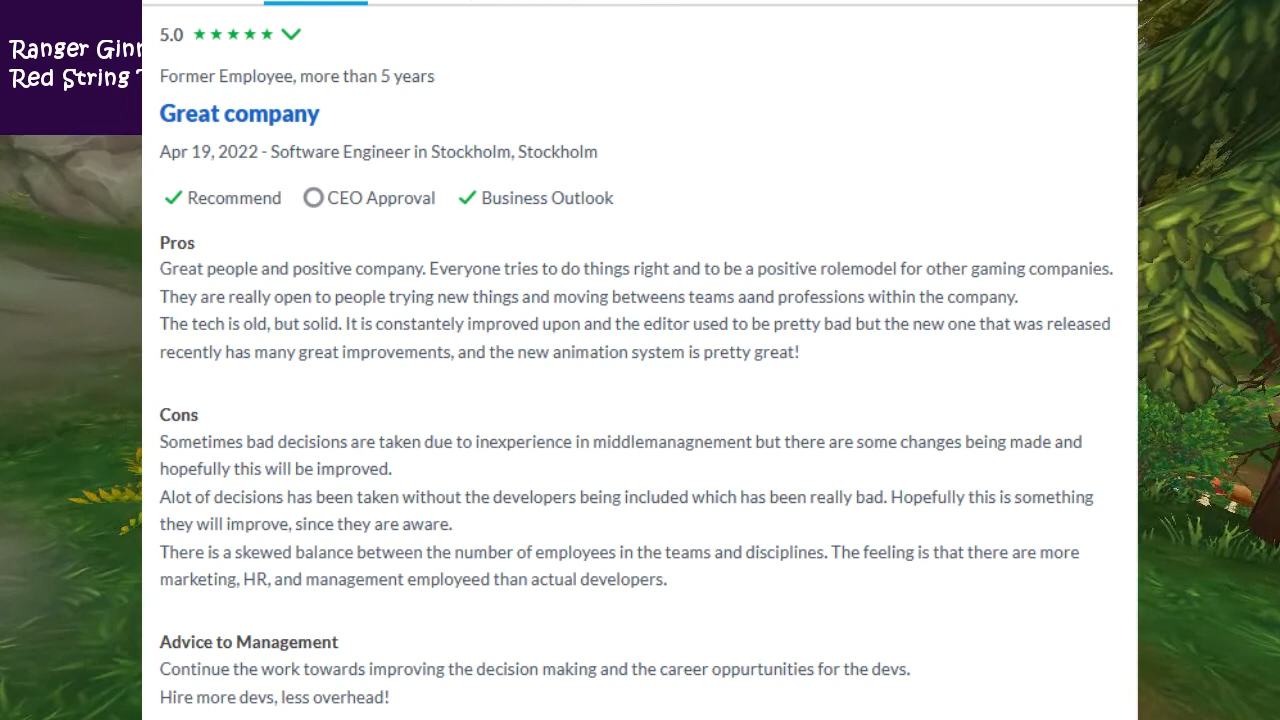 Ranger Ginn
Red String
5.0
Former Employee, more than 5 years
Great company
Apr 19, 2022 - Software Engineer in Stockholm, Stockholm
Recommend CEO Approval Business Outlook
Pros
Great people and positive company. Everyone tries to do things right and to be a positive rolemodel for other gaming companies.
They are really open to people trying new things and moving betweens teams aand professions within the company.
The tech is old, but solid. It is constantely improved upon and the editor used to be pretty bad but the new one that was released
recently has many great improvements, and the new animation system is pretty great!
Cons
Sometimes bad decisions are taken due to inexperience in middlemanagnement but there are some changes being made and
hopefully this will be improved.
Alot of decisions has been taken without the developers being included which has been really bad. Hopefully this is something
they will improve, since they are aware.
There is a skewed balance between the number of employees in the teams and disciplines. The feeling is that there are more
marketing, HR, and management employeed than actual developers.
Advice to Management
Continue the work towards improving the decision making and the career oppurtunities for the devs.
Hire more devs, less overhead!